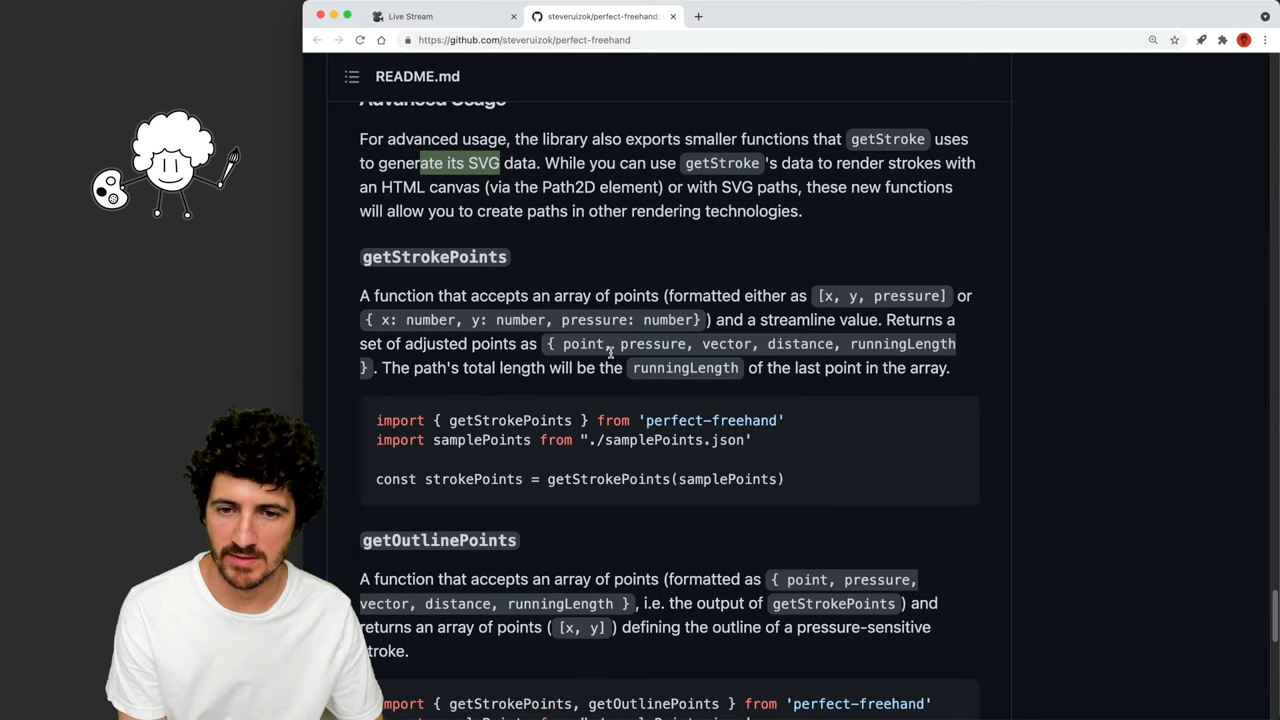 Live Stream
steveruizok/perfect-freehand:
https://github.com/steveruizok/perfect-freehand
README.md
Advanced Usage
For advanced usage, the library also exports smaller functions that getStroke uses
to generate its SVG data. While you can use getStroke's data to render strokes with
an HTML canvas (via the Path2D element) or with SVG paths, these new functions
will allow you to create paths in other rendering technologies.
getStrokePoints
A function that accepts an array of points (formatted either as [x, y, pressure] or
{ x: number, y: number, pressure: number}) and a streamline value. Returns a
set of adjusted points as { point, pressure, vector, distance, runningLength
}. The path's total length will be the runningLength of the last point in the array.
import { getStrokePoints } from 'perfect-freehand'
import samplePoints from "./samplePoints.json'
const strokePoints = getStrokePoints(samplePoints)
getOutlinePoints
A function that accepts an array of points (formatted as { point, pressure,
vector, distance, runningLength }, i.e. the output of getStrokePoints) and
returns an array of points ([x, y]) defining the outline of a pressure-sensitive
stroke.
import { getStrokePoints, getOutlinePoints } from 'perfect-freehand'